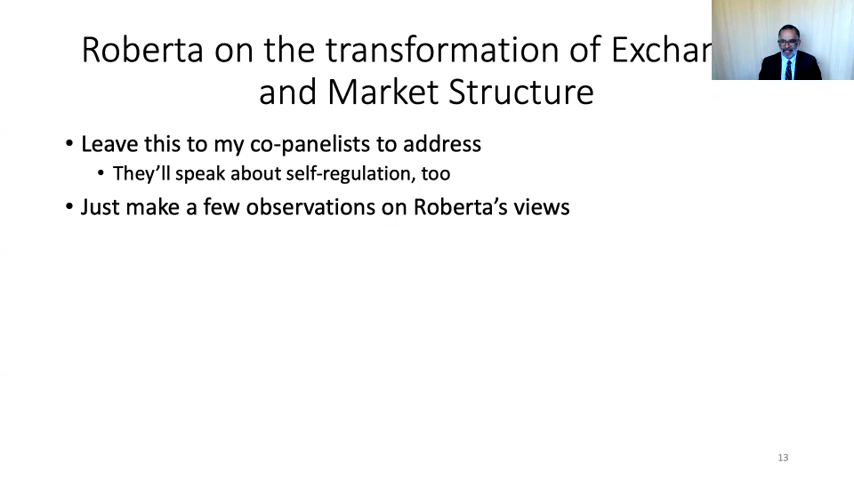 Roberta on the transformation of
and Market Structure
• Leave this to my co-panelists to address
• They’ll speak about self-regulation, too
• Just make a few observations on Roberta’s views
13